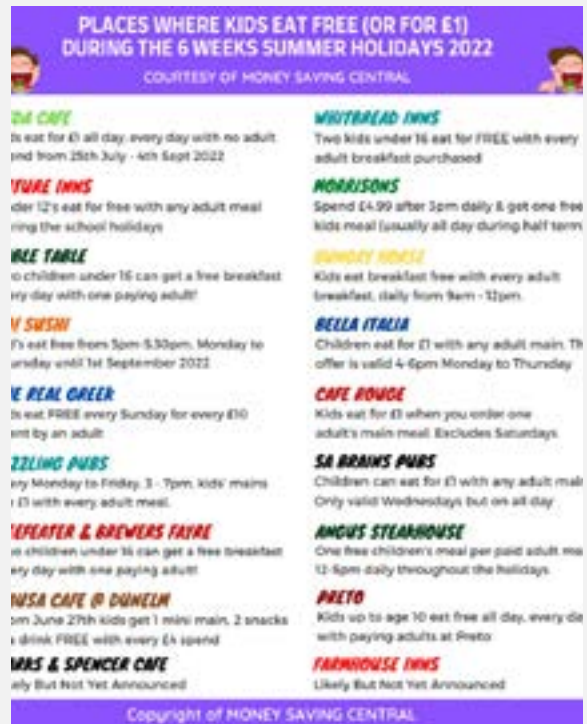 PLACES WHERE KIDS EAT FREE (OR FOR £1)
DURING THE 6 WEEKS SUMMER HOLIDAYS 2022
COURTESY OF MONEY SAVING CENTRAL
DA CAFE
ds eat for £1 all day, every day with no adult
end from 25th July - 4th Sept 2022
TURE INNS
der 12's eat for free with any adult meal
ring the school holidays
BLE TABLE
o children under 16 can get a free breakfast
ery day with one paying adult!
SUSHI
's eat free from 5pm-5.30pm, Monday to
ursday until 1st September 2022
E REAL GREEK
ds eat FREE every Sunday for every £10
ent by an adult
ZZLING PUBS
ery Monday to Friday, 3 - 7pm, kids' mains
£1 with every adult meal.
EFEATER & BREWERS FAYRE
o children under 16 can get a free breakfast
ery day with one paying adult!
USA CAFE @ DUNELM
om June 27th kids get 1 mini main, 2 snacks
drink FREE with every £4 spend
RKS & SPENCER CAFE
ely But Not Yet Announced
WHITBREAD INNS
Two kids under 16 eat for FREE with every
adult breakfast purchased
MORRISONS
Spend £4.99 after 3pm daily & get one free
kids meal (usually all day during half term
HORSE
Kids eat breakfast free with every adult
breakfast, daily from 9am - 12pm.
BELLA ITALIA
Children eat for £1 with any adult main. Th
offer is valid 4-6pm Monday to Thursday
CAFE ROUGE
Kids eat for £1 when you order one
adult's main meal. Excludes Saturdays
SA BRAINS PUBS
Children can eat for £1 with any adult mai
Only valid Wednesdays but on all day
ANGUS STEAKHOUSE
One free children's meal per paid adult ma
12-5pm daily throughout the holidays
PRETO
Kids up to age 10 eat free all day, every da
with paying adults at Preto
FARMHOUSE INNS
Likely But Not Yet Announced
Copyright of MONEY SAVING CENTRAL